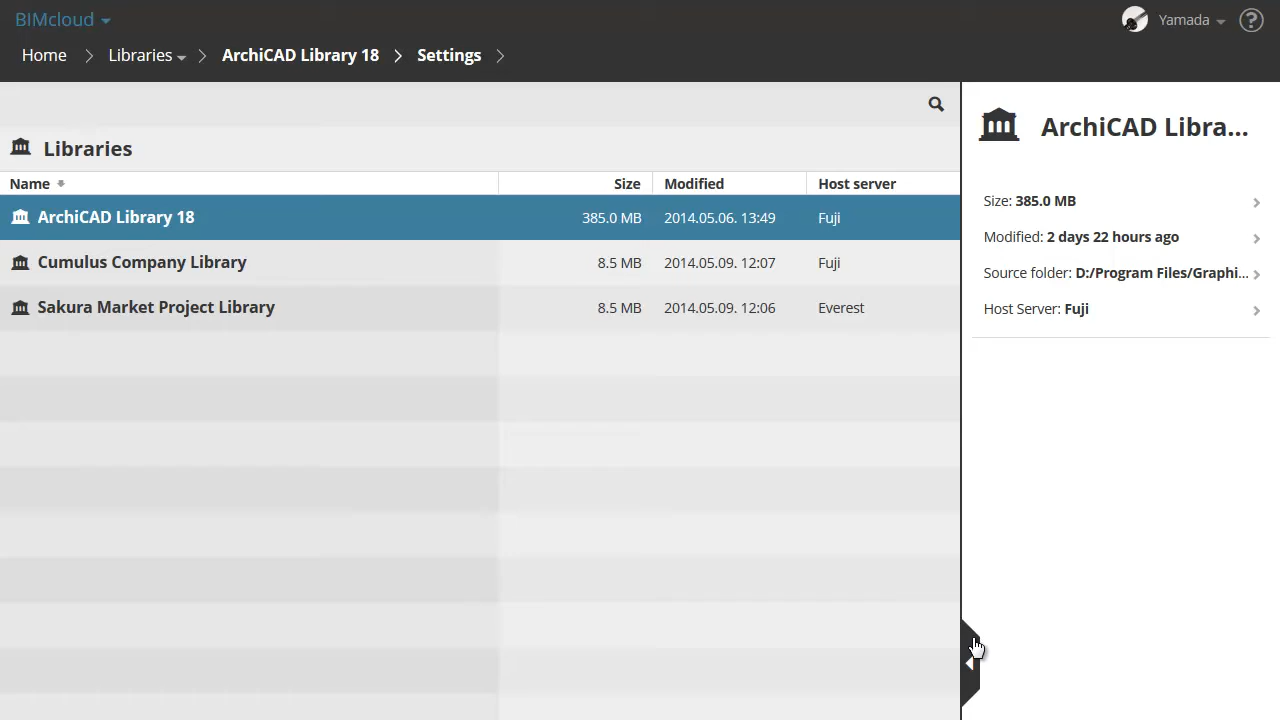 BIMcloud
Yamada
?
Home
Libraries
ArchiCAD Library 18
Settings
Libraries
Name Size Modified Host server
ArchiCAD Library 18 385.0 MB 2014.05.06. 13:49 Fuji
Cumulus Company Library 8.5 MB 2014.05.09. 12:07 Fuji
Sakura Market Project Library 8.5 MB 2014.05.09. 12:06 Everest
ArchiCAD Libra...
Size: 385.0 MB
Modified: 2 days 22 hours ago
Source folder: D:/Program Files/Graphi...
Host Server: Fuji